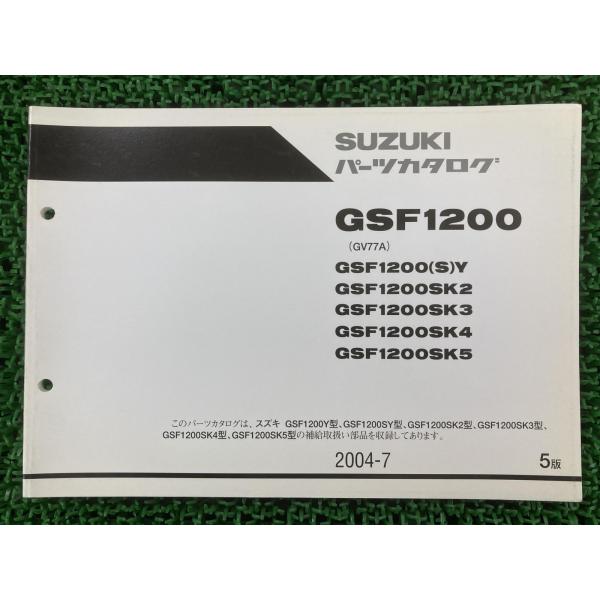 SUZUKI
パーツカタログ
GSF1200
(GV77A)
GSF1200(S)Y
GSF1200SK2
GSF1200SK3
GSF1200SK4
GSF1200SK5
このパーツカタログは、スズキ GSF1200Y型、GSF1200SY型、GSF1200SK2型、GSF1200SK3型、
GSF1200SK4型、GSF1200SK5型の補給取扱い部品を収録してあります。
2004-7 5版